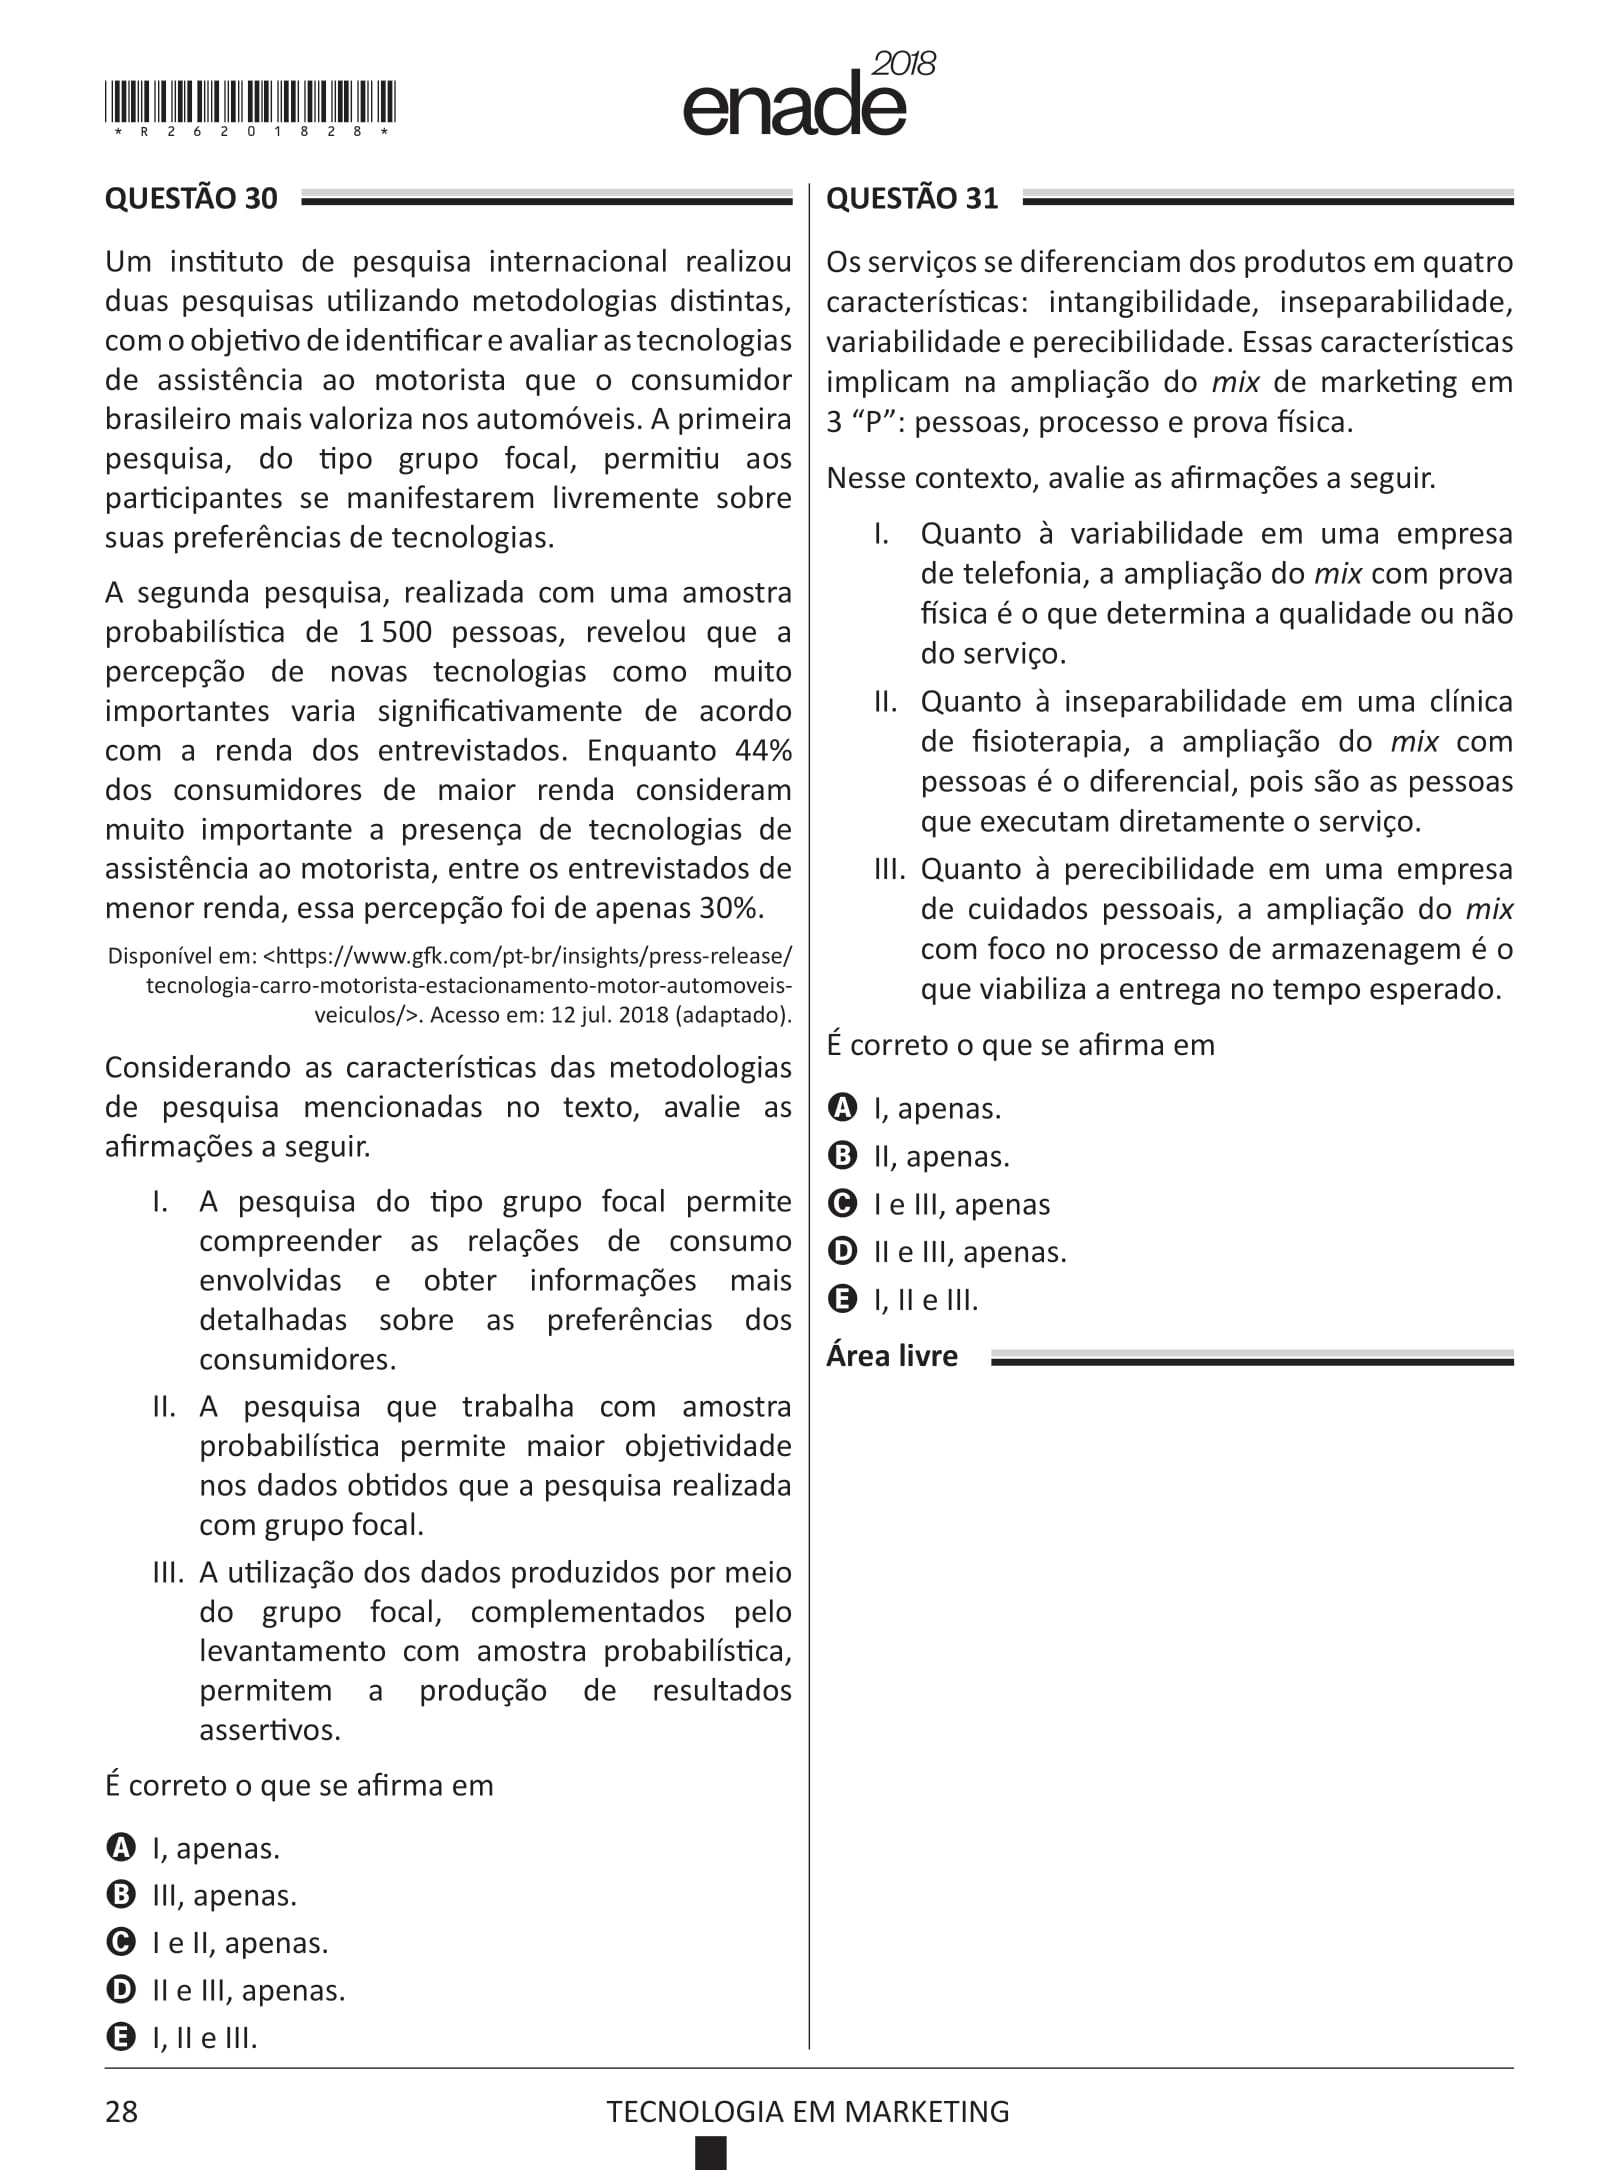 *R26201828*
enade 2018
QUESTÃO 30
Um instituto de pesquisa internacional realizou
duas pesquisas utilizando metodologias distintas,
com o objetivo de identificar e avaliar as tecnologias
de assistência ao motorista que o consumidor
brasileiro mais valoriza nos automóveis. A primeira
pesquisa, do tipo grupo focal, permitiu aos
participantes se manifestarem livremente sobre
suas preferências de tecnologias.
A segunda pesquisa, realizada com uma amostra
probabilística de 1 500 pessoas, revelou que a
percepção de novas tecnologias como muito
importantes varia significativamente de acordo
com a renda dos entrevistados. Enquanto 44%
dos consumidores de maior renda consideram
muito importante a presença de tecnologias de
assistência ao motorista, entre os entrevistados de
menor renda, essa percepção foi de apenas 30%.
Disponível em: <https://www.gfk.com/pt-br/insights/press-release/
tecnologia-carro-motorista-estacionamento-motor-automoveis-
veiculos/>. Acesso em: 12 jul. 2018 (adaptado).
Considerando as características das metodologias
de pesquisa mencionadas no texto, avalie as
afirmações a seguir.
I. A pesquisa do tipo grupo focal permite
compreender as relações de consumo
envolvidas e obter informações mais
detalhadas sobre as preferências dos
consumidores.
II. A pesquisa que trabalha com amostra
probabilística permite maior objetividade
nos dados obtidos que a pesquisa realizada
com grupo focal.
III. A utilização dos dados produzidos por meio
do grupo focal, complementados pelo
levantamento com amostra probabilística,
permitem a produção de resultados
assertivos.
É correto o que se afirma em
A I, apenas.
B III, apenas.
C I e II, apenas.
D II e III, apenas.
E I, II e III.
QUESTÃO 31
Os serviços se diferenciam dos produtos em quatro
características: intangibilidade, inseparabilidade,
variabilidade e perecibilidade. Essas características
implicam na ampliação do mix de marketing em
3 “P”: pessoas, processo e prova física.
Nesse contexto, avalie as afirmações a seguir.
I. Quanto à variabilidade em uma empresa
de telefonia, a ampliação do mix com prova
física é o que determina a qualidade ou não
do serviço.
II. Quanto à inseparabilidade em uma clínica
de fisioterapia, a ampliação do mix com
pessoas é o diferencial, pois são as pessoas
que executam diretamente o serviço.
III. Quanto à perecibilidade em uma empresa
de cuidados pessoais, a ampliação do mix
com foco no processo de armazenagem é o
que viabiliza a entrega no tempo esperado.
É correto o que se afirma em
A I, apenas.
B II, apenas.
C I e III, apenas
D II e III, apenas.
E I, II e III.
Área livre
28
TECNOLOGIA EM MARKETING